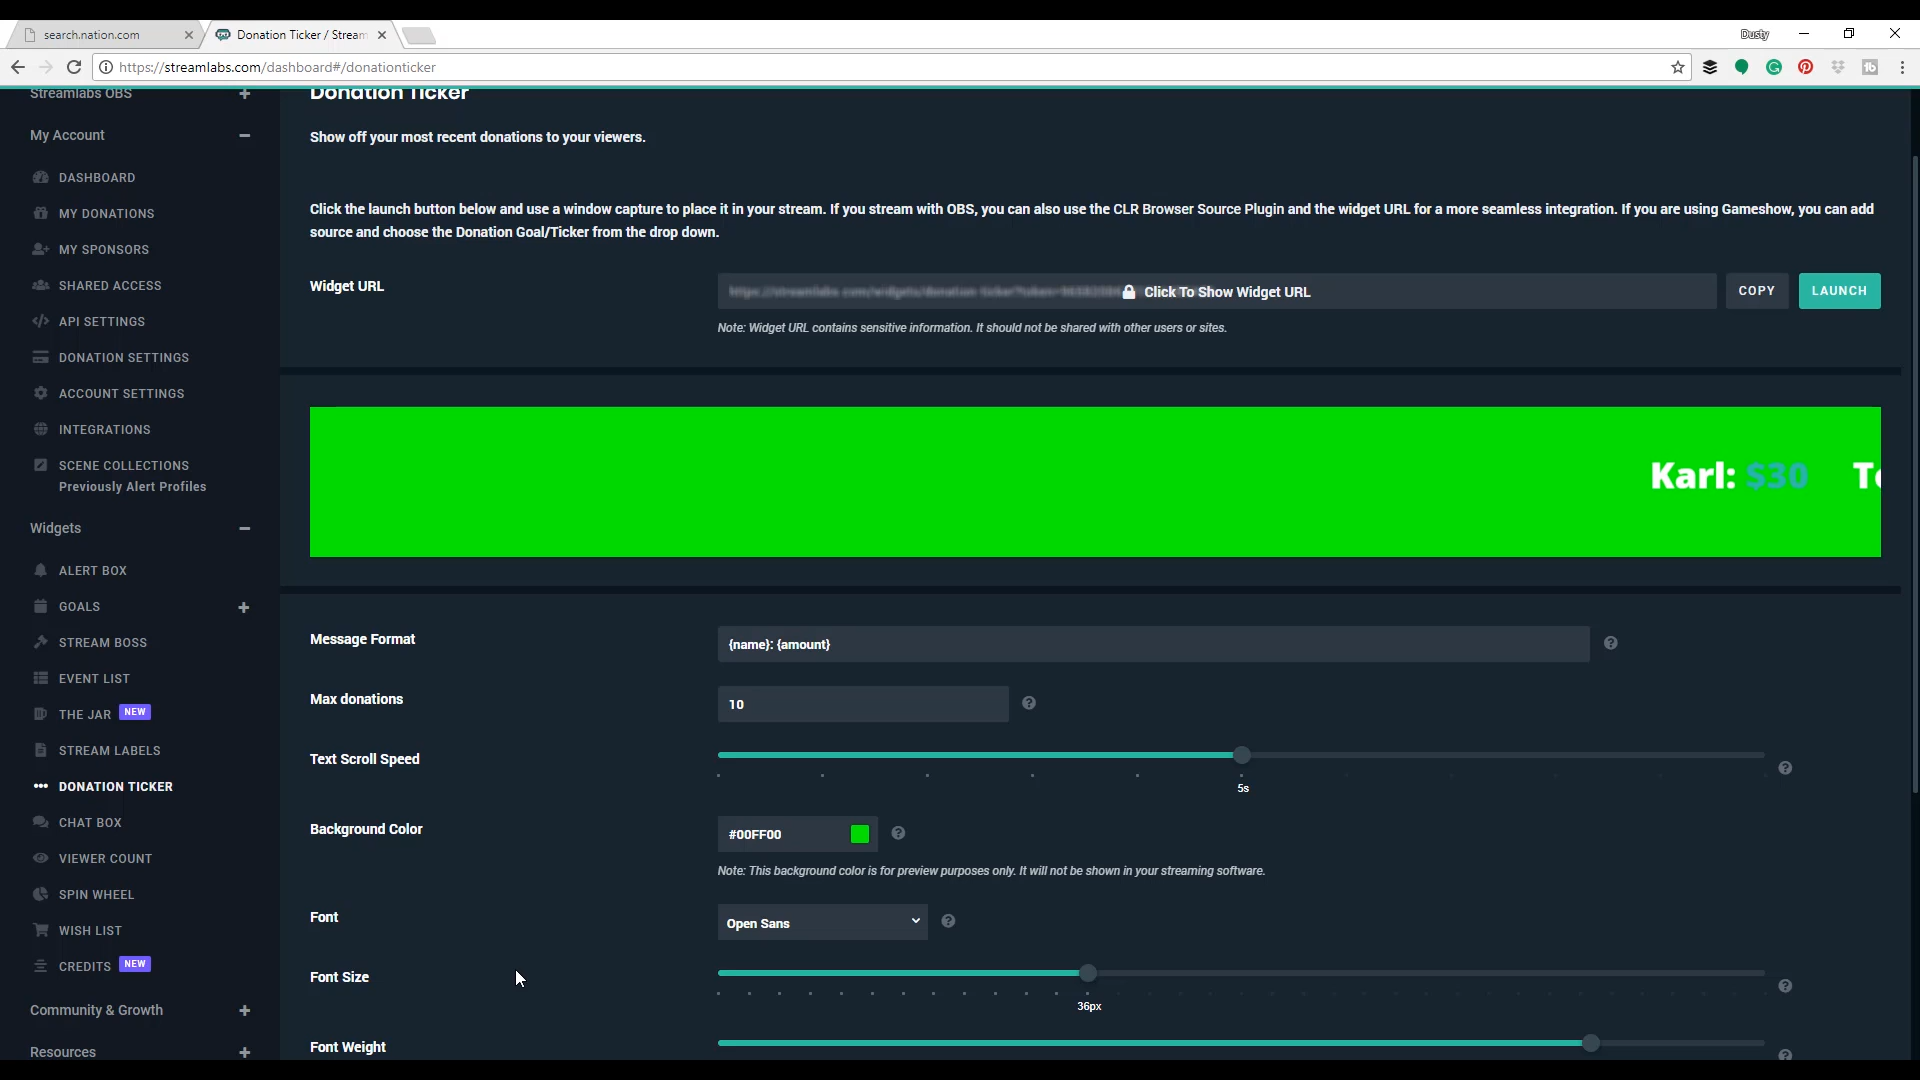 search.nation.com
Donation Ticker / Stream
Dusty
https://streamlabs.com/dashboard#/donationticker
Streamlabs OBS
My Account
DASHBOARD
MY DONATIONS
MY SPONSORS
SHARED ACCESS
API SETTINGS
DONATION SETTINGS
ACCOUNT SETTINGS
INTEGRATIONS
SCENE COLLECTIONS
Previously Alert Profiles
Widgets
ALERT BOX
GOALS
STREAM BOSS
EVENT LIST
THE JAR NEW
STREAM LABELS
DONATION TICKER
CHAT BOX
VIEWER COUNT
SPIN WHEEL
WISH LIST
CREDITS NEW
Community & Growth
Resources
Donation Ticker
Show off your most recent donations to your viewers.
Click the launch button below and use a window capture to place it in your stream. If you stream with OBS, you can also use the CLR Browser Source Plugin and the widget URL for a more seamless integration. If you are using Gameshow, you can add
source and choose the Donation Goal/Ticker from the drop down.
Widget URL
Click To Show Widget URL
COPY
LAUNCH
Note: Widget URL contains sensitive information. It should not be shared with other users or sites.
Karl: $30
Message Format
{name}: {amount}
Max donations
10
Text Scroll Speed
5s
Background Color
#00FF00
Note: This background color is for preview purposes only. It will not be shown in your streaming software.
Font
Open Sans
Font Size
36px
Font Weight